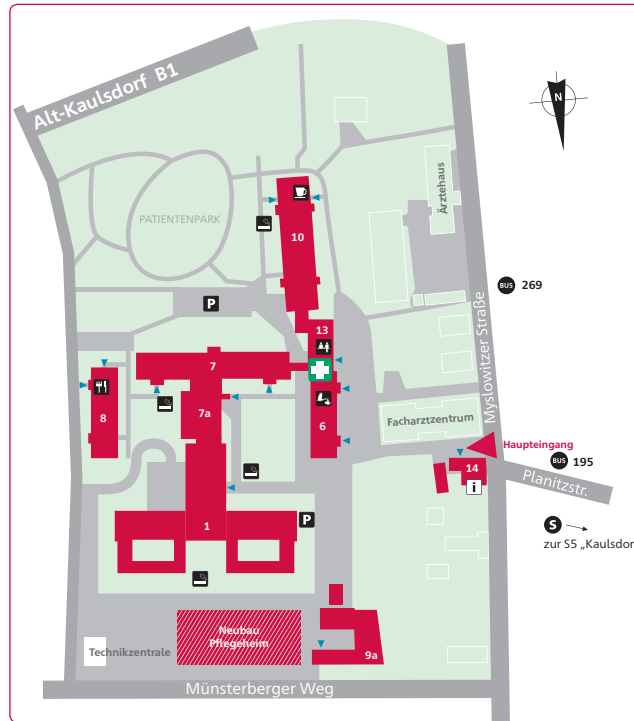 Alt-Kaulsdorf B1
N
PATIENTENPARK
Ärztehaus
10
BUS 269
P
Myslowitzer Straße
13
7
7a
8
6
Facharztzentrum
Haupteingang
BUS 195
14
i
Planitzstr.
P
1
S
zur S5 „Kaulsdor
Neubau
Pflegeheim
Technikzentrale
9a
Münsterberger Weg